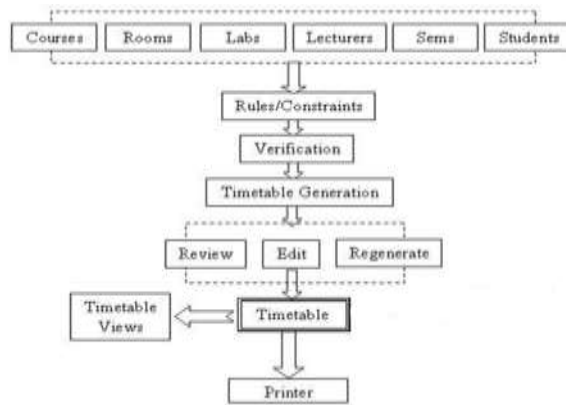 Courses
Rooms
Labs
Lecturers
Sems
Students
Rules/Constraints
Verification
Timetable Generation
Review
Edit
Regenerate
Timetable
Views
Timetable
Printer